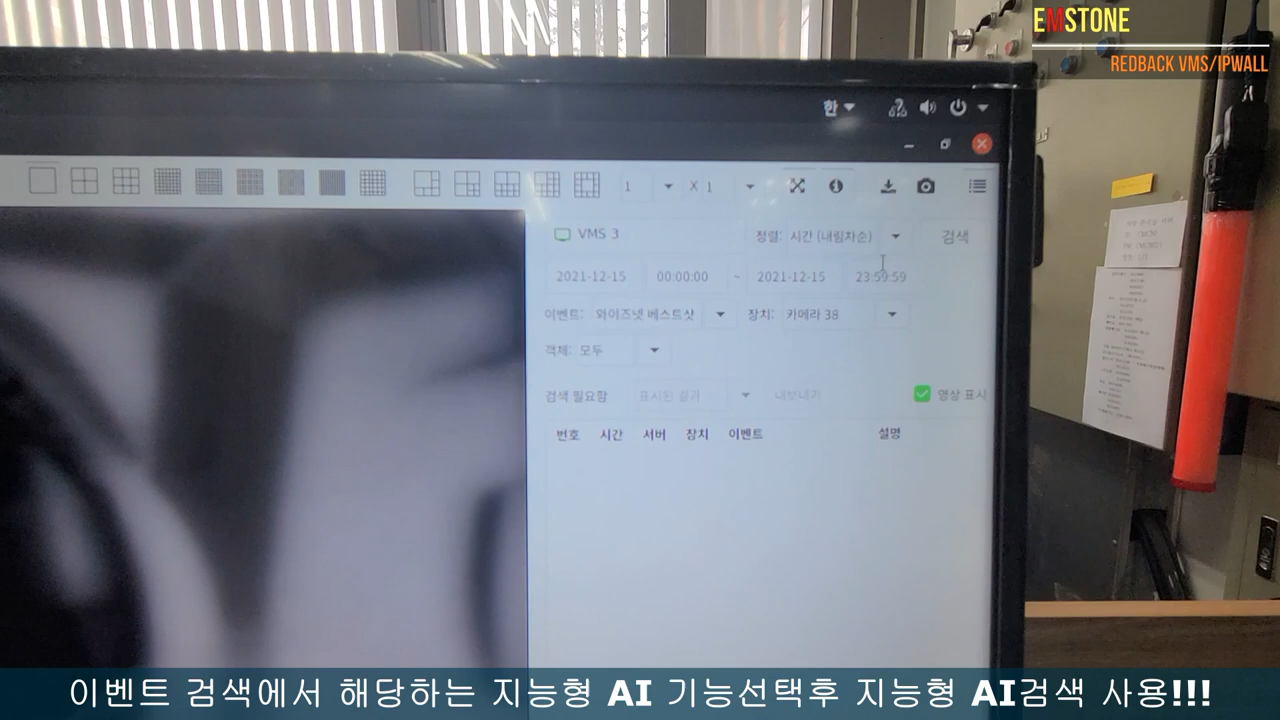 EMSTONE
REDBACK VMS/IPWALL
한
1 X 1
VMS 3 정렬: 시간 (내림차순) 검색
2021-12-15 00:00:00 ~ 2021-12-15 23:59:59
이벤트: 와이즈넷 베스트샷 장치: 카메라 38
객체: 모두
검색 필요함 표시된 결과 내보내기 영상 표시
번호 시간 서버 장치 이벤트 설명
이벤트 검색에서 해당하는 지능형 AI 기능선택후 지능형 AI검색 사용!!!